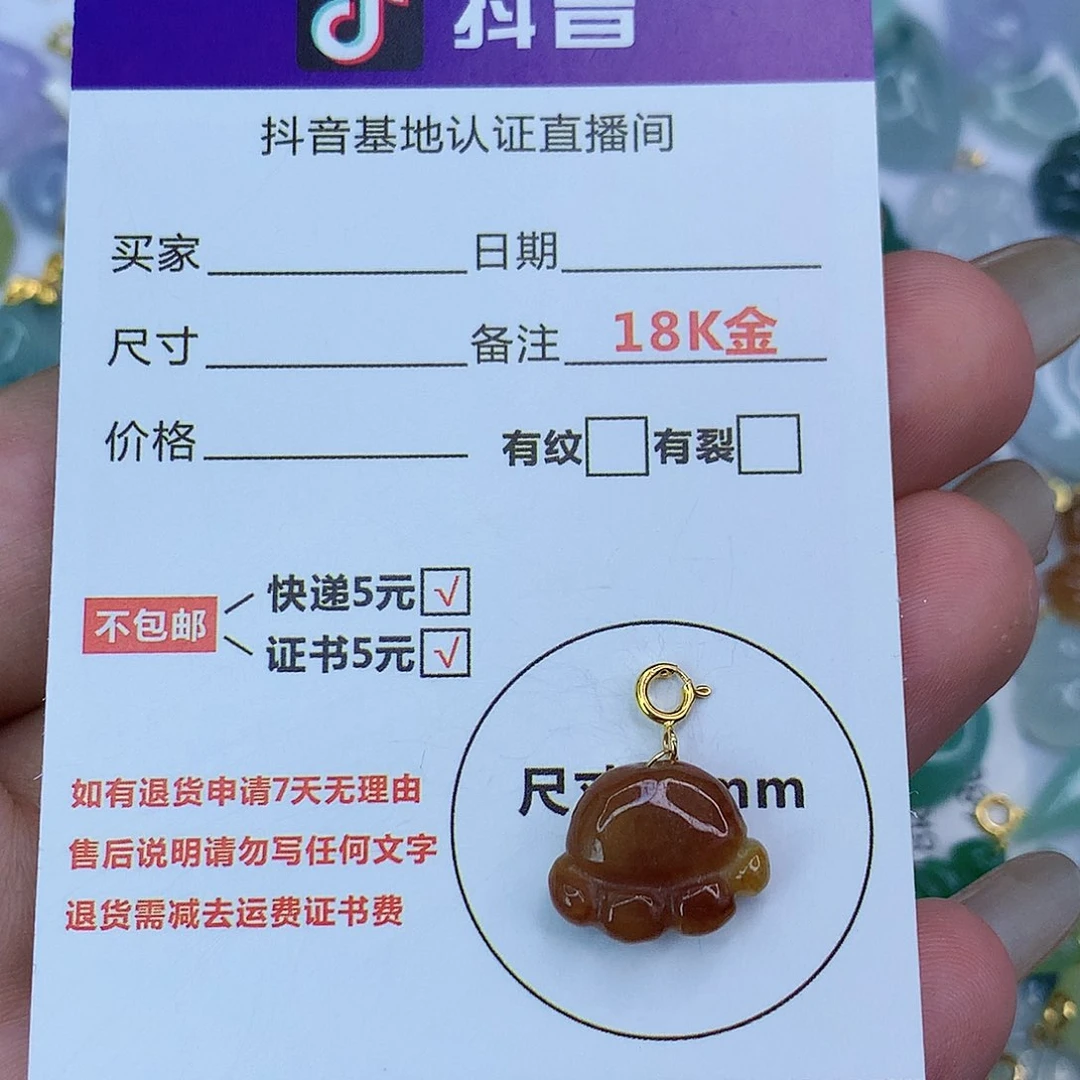 抖音
抖音基地认证直播间
买家 日期
尺寸 备注 18K金
价格 有纹 有裂
不包邮
快递5元 √
证书5元 √
如有退货申请7天无理由
售后说明请勿写任何文字
退货需减去运费证书费
尺寸 mm